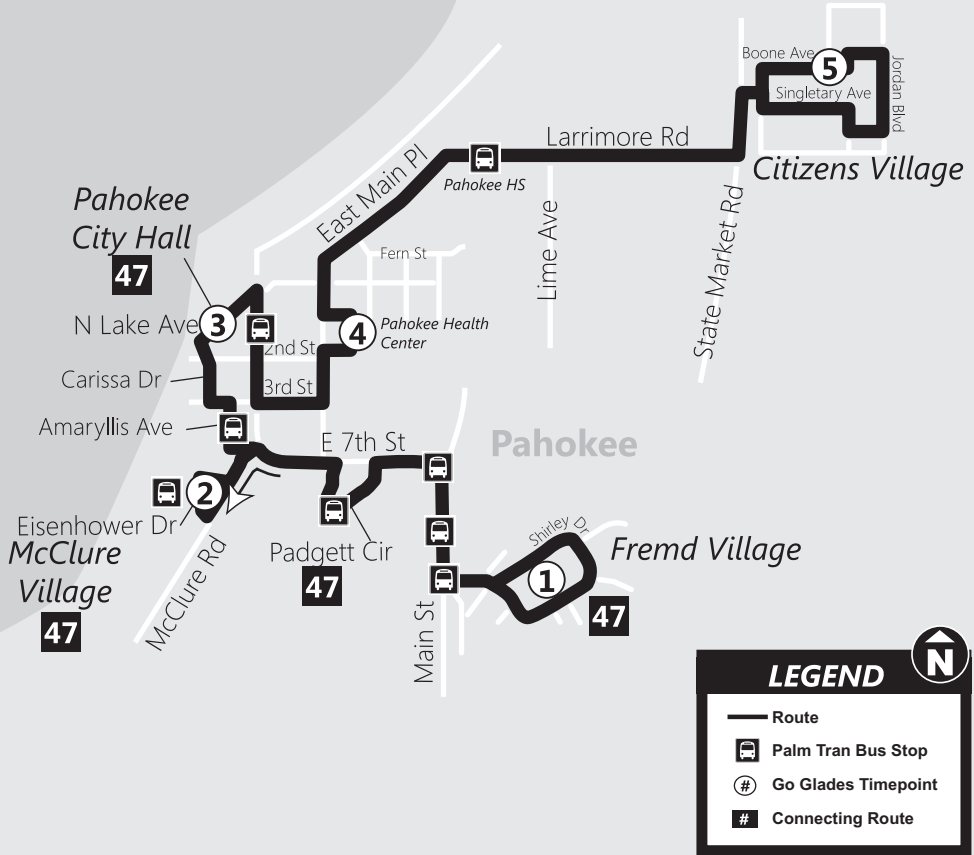 Boone Ave
5
Singletary Ave
Jordan Blvd
Citizens Village
Larrimore Rd
Pahokee HS
East Main Pl
Lime Ave
State Market Rd
Fern St
Pahokee
City Hall
47
N Lake Ave
3
4
Pahokee Health
Center
2nd St
3rd St
Carissa Dr
Amaryllis Ave
E 7th St
Pahokee
2
Eisenhower Dr
McClure
Village
47
McClure Rd
Padgett Cir
47
Main St
Shirley Dr
1
Fremd Village
47
N
LEGEND
Route
Palm Tran Bus Stop
# Go Glades Timepoint
# Connecting Route